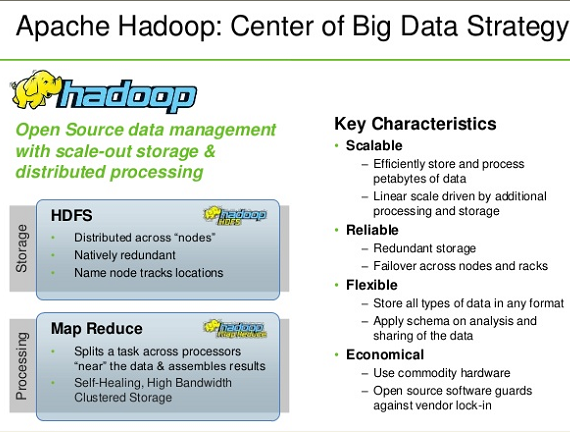 Apache Hadoop: Center of Big Data Strategy
hadoop
Open Source data management
with scale-out storage &
distributed processing
Storage
HDFS
hadoop
HDFS
• Distributed across “nodes”
• Natively redundant
• Name node tracks locations
Processing
Map Reduce
hadoop
Map Reduce
• Splits a task across processors
“near” the data & assembles results
• Self-Healing, High Bandwidth
Clustered Storage
Key Characteristics
• Scalable
– Efficiently store and process
petabytes of data
– Linear scale driven by additional
processing and storage
• Reliable
– Redundant storage
– Failover across nodes and racks
• Flexible
– Store all types of data in any format
– Apply schema on analysis and
sharing of the data
• Economical
– Use commodity hardware
– Open source software guards
against vendor lock-in